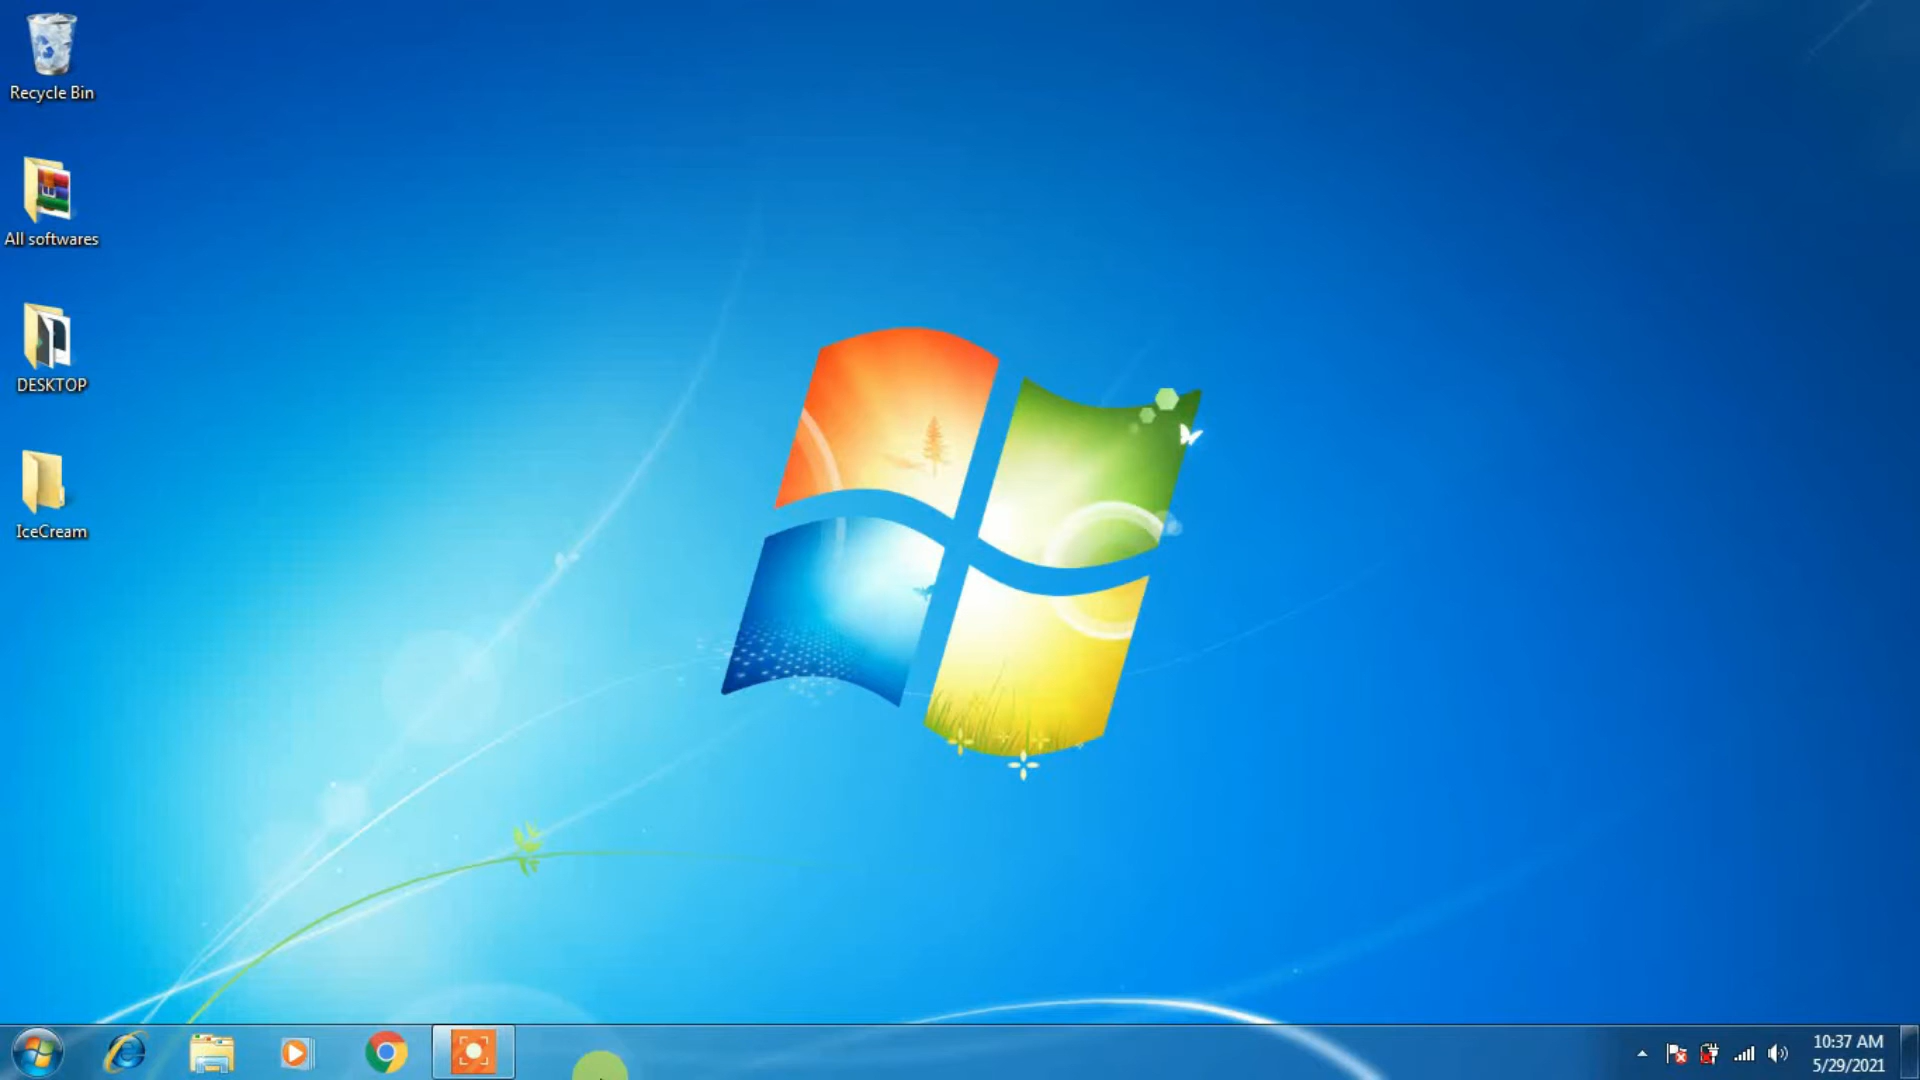 Recycle Bin
All softwares
DESKTOP
IceCream
10:37 AM
5/29/2021